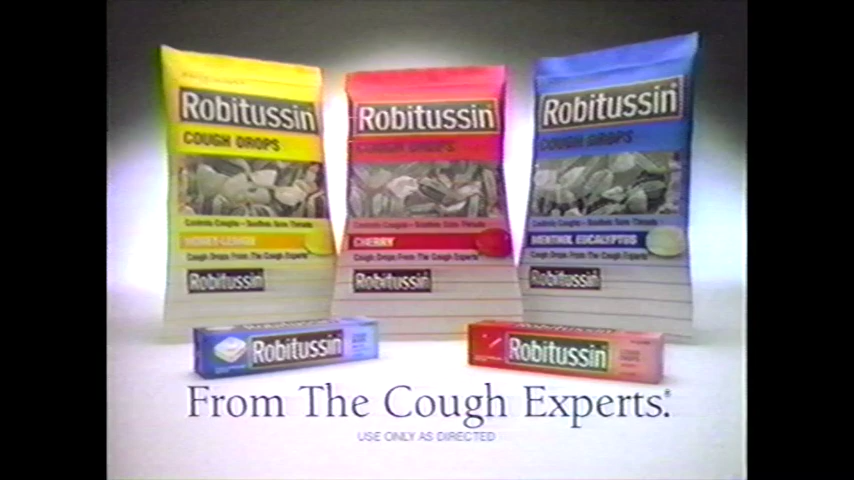 Robitussin
COUGH DROPS
Controls Coughs - Soothes Sore Throats
HONEY-LEMON
Cough Drops From The Cough Experts
Robitussin
Robitussin
COUGH DROPS
Controls Coughs - Soothes Sore Throats
CHERRY
Cough Drops From The Cough Experts
Robitussin
Robitussin®
COUGH DROPS
Controls Coughs - Soothes Sore Throats
MENTHOL EUCALYPTUS
Cough Drops From The Cough Experts
Robitussin
Robitussin
Robitussin
From The Cough Experts.®
USE ONLY AS DIRECTED